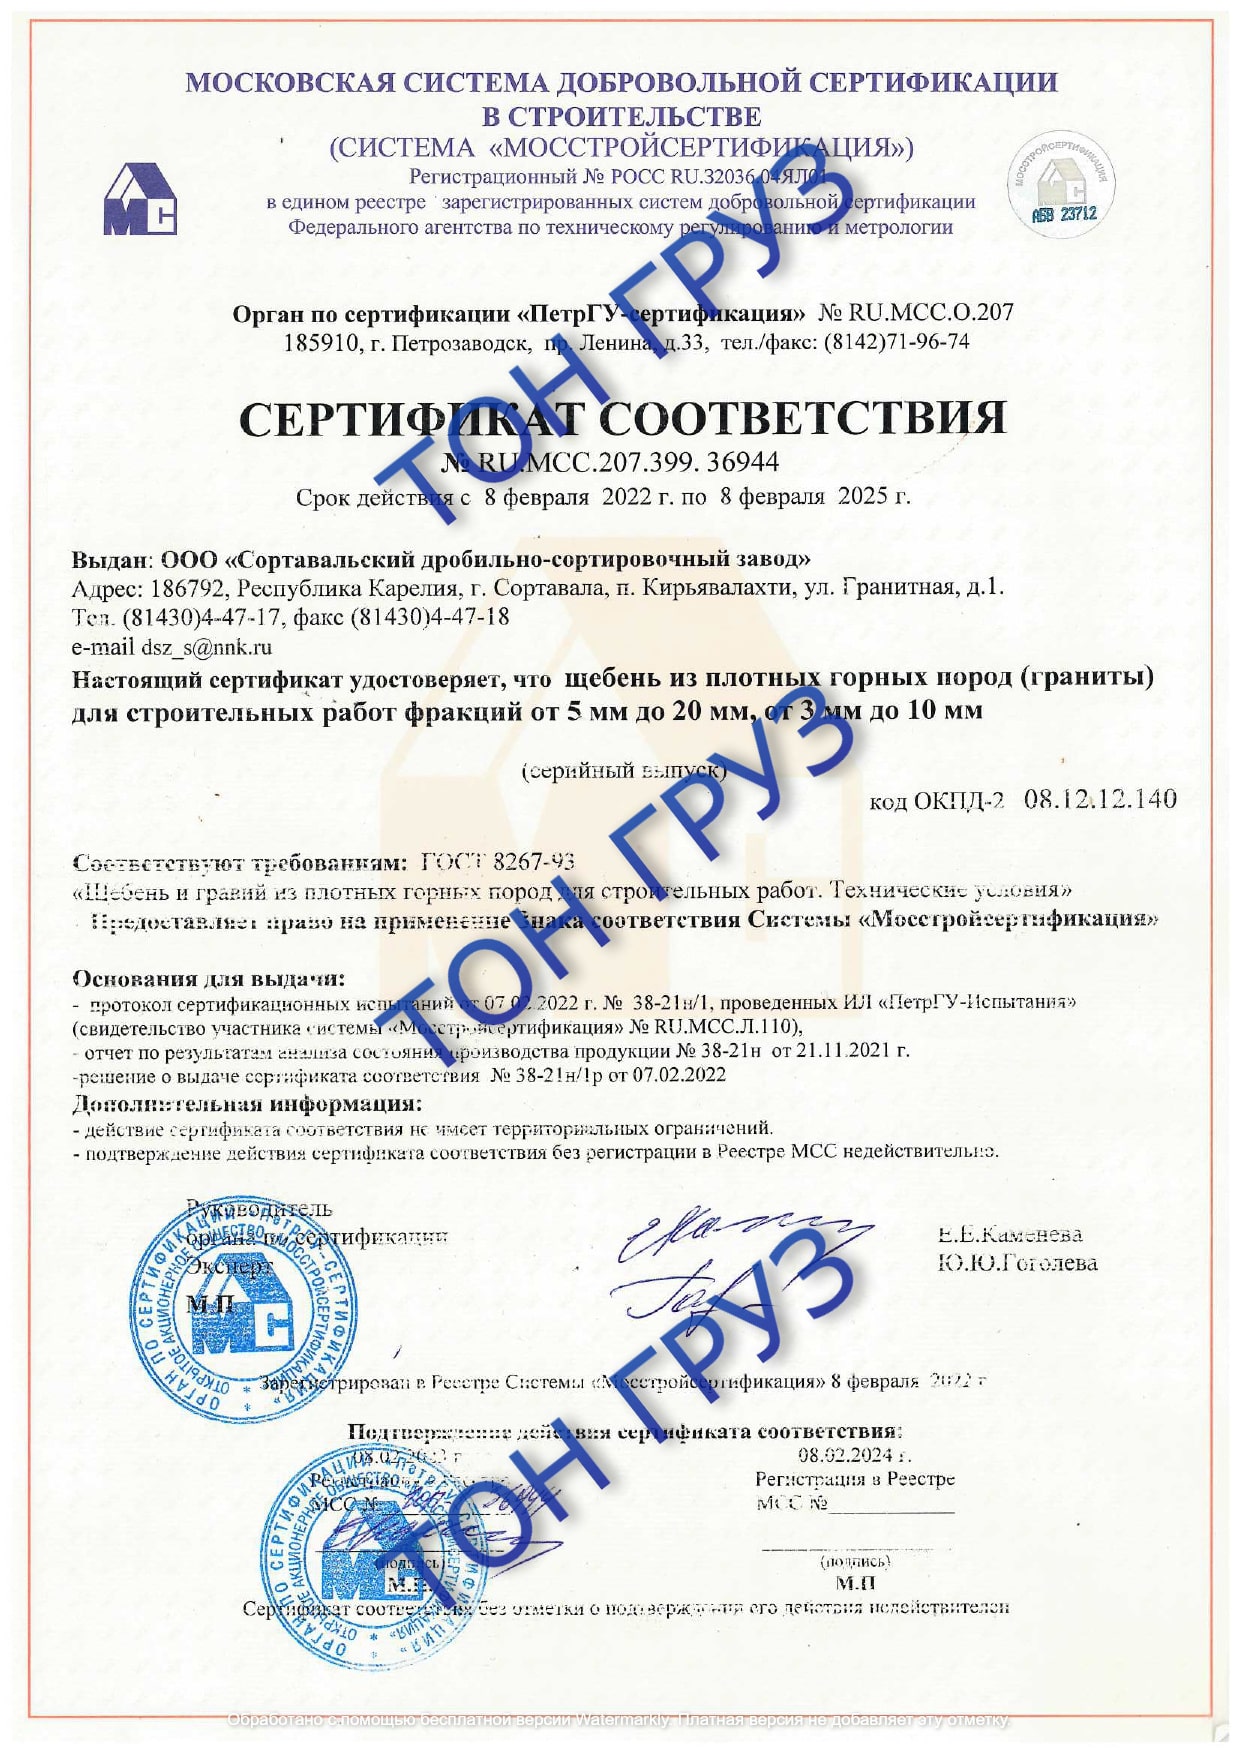 МОСКОВСКАЯ СИСТЕМА ДОБРОВОЛЬНОЙ СЕРТИФИКАЦИИ
В СТРОИТЕЛЬСТВЕ
(СИСТЕМА «МОССТРОЙСЕРТИФИКАЦИЯ»)
Регистрационный № РОСС RU.32036.04ЯЛ01
в едином реестре зарегистрированных систем добровольной сертификации
Федерального агентства по техническому регулированию и метрологии
МС
МОССТРОЙСЕРТИФИКАЦИЯ
АБВ 23712
Орган по сертификации «ПетрГУ-сертификация» № RU.МСС.О.207
185910, г. Петрозаводск, пр. Ленина, д.33, тел./факс: (8142)71-96-74
СЕРТИФИКАТ СООТВЕТСТВИЯ
№ RU.МСС.207.399. 36944
Срок действия с 8 февраля 2022 г. по 8 февраля 2025 г.
ТОН ГРУЗ
Выдан: ООО «Сортавальский дробильно-сортировочный завод»
Адрес: 186792, Республика Карелия, г. Сортавала, п. Кирьявалахти, ул. Гранитная, д.1.
Тел. (81430)4-47-17, факс (81430)4-47-18
e-mail dsz_s@nnk.ru
Настоящий сертификат удостоверяет, что щебень из плотных горных пород (граниты)
для строительных работ фракций от 5 мм до 20 мм, от 3 мм до 10 мм
(серийный выпуск)
код ОКПД-2 08.12.12.140
Соответствуют требованиям: ГОСТ 8267-93
«Щебень и гравий из плотных горных пород для строительных работ. Технические условия»
Предоставляет право на применение Знака соответствия Системы «Мосстройсертификация»
ТОН ГРУЗ
Основания для выдачи:
- протокол сертификационных испытаний от 07.02.2022 г. № 38-21н/1, проведенных ИЛ «ПетрГУ-Испытания»
(свидетельство участника системы «Мосстройсертификация» № RU.МСС.Л.110),
- отчет по результатам анализа состояния производства продукции № 38-21н от 21.11.2021 г.
-решение о выдаче сертификата соответствия № 38-21н/1р от 07.02.2022
Дополнительная информация:
- действие сертификата соответствия не имеет территориальных ограничений.
- подтверждение действия сертификата соответствия без регистрации в Реестре МСС недействительно.
Руководитель
органа по сертификации Е.Е.Каменева
Эксперт Ю.Ю.Гоголева
М.П
ОРГАН ПО СЕРТИФИКАЦИИ «ПетрГУ-СЕРТИФИКАЦИЯ»
ОТКРЫТОЕ АКЦИОНЕРНОЕ ОБЩЕСТВО «МОССТРОЙСЕРТИФИКАЦИЯ»
МС
Зарегистрирован в Реестре Системы «Мосстройсертификация» 8 февраля 2022 г
ТОН ГРУЗ
Подтверждение действия сертификата соответствия:
08.02.2023 г. 08.02.2024 г.
Регистрация в Реестре Регистрация в Реестре
МСС № 36944 МСС №
(подпись) (подпись)
М.П. М.П
Сертификат соответствия без отметки о подтверждении его действия недействителен
Обработано с помощью бесплатной версии Watermarkly. Платная версия не добавляет эту отметку.